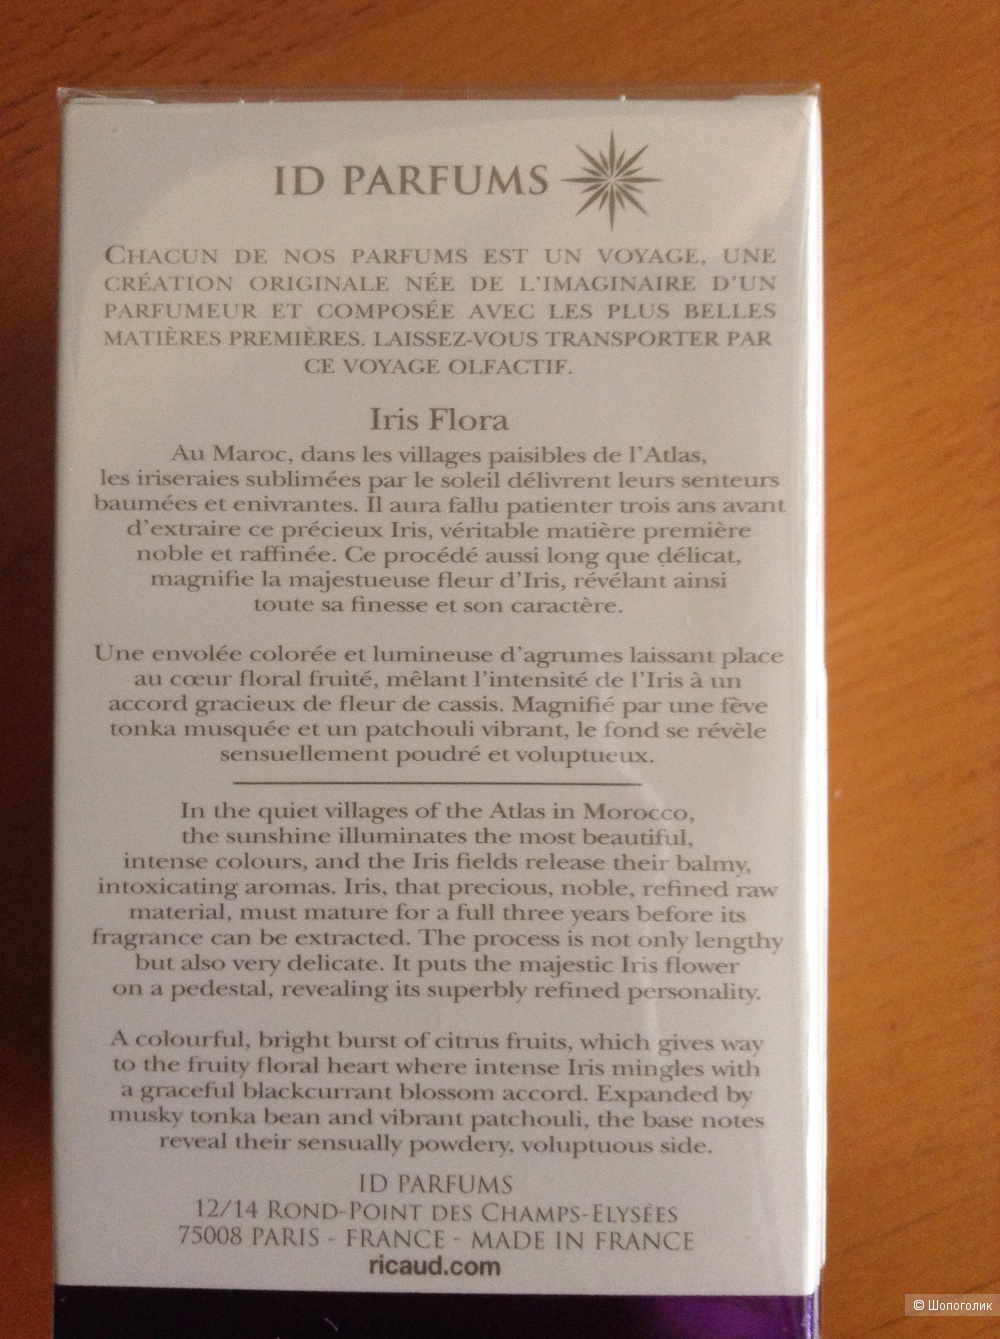 ID PARFUMS
CHACUN DE NOS PARFUMS EST UN VOYAGE, UNE
CRÉATION ORIGINALE NÉE DE L'IMAGINAIRE D'UN
PARFUMEUR ET COMPOSÉE AVEC LES PLUS BELLES
MATIÈRES PREMIÈRES. LAISSEZ-VOUS TRANSPORTER PAR
CE VOYAGE OLFACTIF.
Iris Flora
Au Maroc, dans les villages paisibles de l'Atlas,
les iriseraies sublimées par le soleil délivrent leurs senteurs
baumées et enivrantes. Il aura fallu patienter trois ans avant
d'extraire ce précieux Iris, véritable matière première
noble et raffinée. Ce procédé aussi long que délicat,
magnifie la majestueuse fleur d'Iris, révélant ainsi
toute sa finesse et son caractère.
Une envolée colorée et lumineuse d'agrumes laissant place
au cœur floral fruité, mêlant l'intensité de l'Iris à un
accord gracieux de fleur de cassis. Magnifié par une fève
tonka musquée et un patchouli vibrant, le fond se révèle
sensuellement poudré et voluptueux.
In the quiet villages of the Atlas in Morocco,
the sunshine illuminates the most beautiful,
intense colours, and the Iris fields release their balmy,
intoxicating aromas. Iris, that precious, noble, refined raw
material, must mature for a full three years before its
fragrance can be extracted. The process is not only lengthy
but also very delicate. It puts the majestic Iris flower
on a pedestal, revealing its superbly refined personality.
A colourful, bright burst of citrus fruits, which gives way
to the fruity floral heart where intense Iris mingles with
a graceful blackcurrant blossom accord. Expanded by
musky tonka bean and vibrant patchouli, the base notes
reveal their sensually powdery, voluptuous side.
ID PARFUMS
12/14 ROND-POINT DES CHAMPS-ELYSÉES
75008 PARIS - FRANCE - MADE IN FRANCE
ricaud.com
© Шопоголик